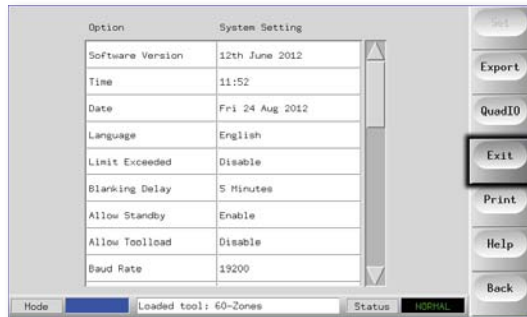 Option System Setting
Software Version 12th June 2012
Time 11:52
Date Fri 24 Aug 2012
Language English
Limit Exceeded Disable
Blanking Delay 5 Minutes
Allow Standby Enable
Allow Toolload Disable
Baud Rate 19200
Set
Export
QuadIO
Exit
Print
Help
Back
Mode Loaded tool: 60-Zones Status NORMAL